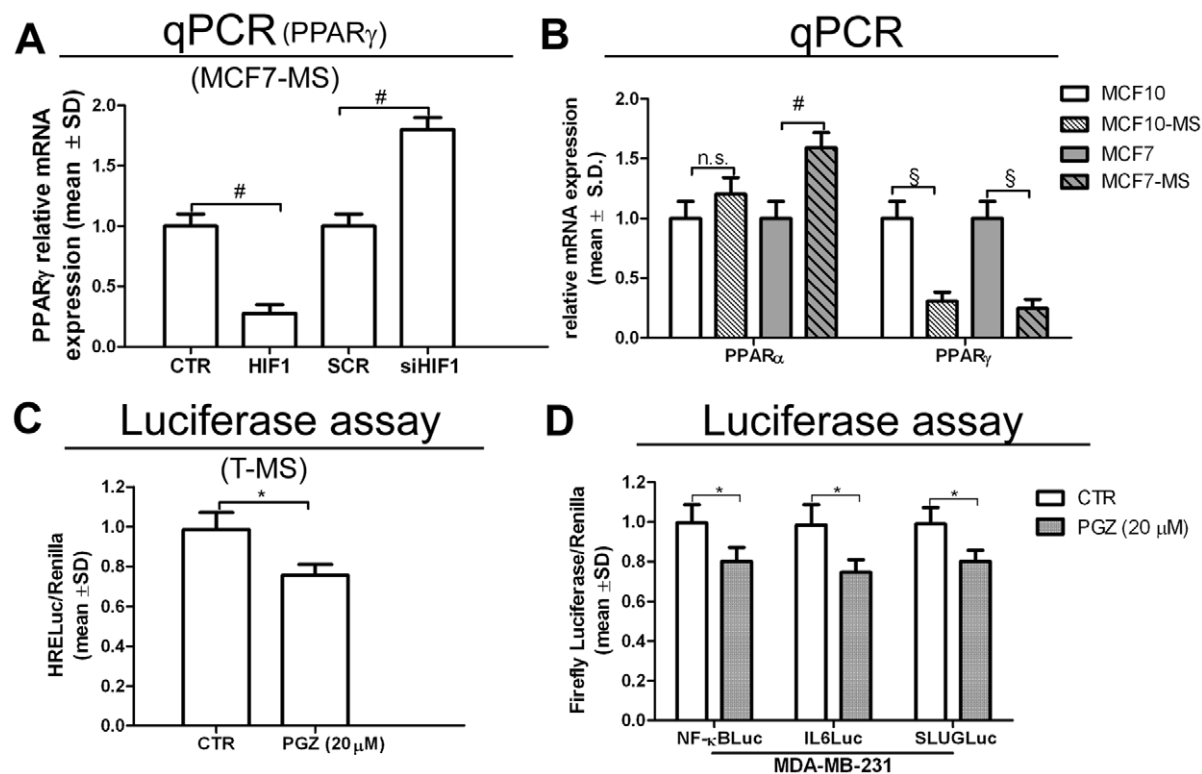 A
qPCR (PPARγ)
(MCF7-MS)
PPARγ relative mRNA
expression (mean ± SD)
2.0
1.5
1.0
0.5
0.0
#
#
CTR HIF1 SCR siHIF1
B
qPCR
relative mRNA expression
(mean ± S.D.)
2.0
1.5
1.0
0.5
0.0
n.s.
#
§
§
PPARα PPARγ
MCF10
MCF10-MS
MCF7
MCF7-MS
C
Luciferase assay
(T-MS)
HRELuc/Renilla
(mean ±SD)
1.2
1.0
0.8
0.6
0.4
0.2
0.0
*
CTR PGZ (20 μM)
D
Luciferase assay
Firefly Luciferase/Renilla
(mean ±SD)
1.2
1.0
0.8
0.6
0.4
0.2
0.0
*
*
*
NF-κBLuc IL6Luc SLUGLuc
MDA-MB-231
CTR
PGZ (20 μM)